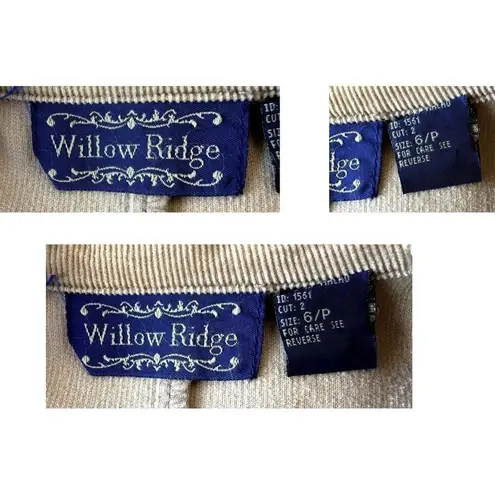 Willow Ridge
ID: 1561
CUT: 2
SIZE: 6/P
FOR CARE SEE
REVERSE
Ridge
Willow Ridge
ID: 1561
CUT: 2
SIZE: 6/P
FOR CARE SEE
REVERSE